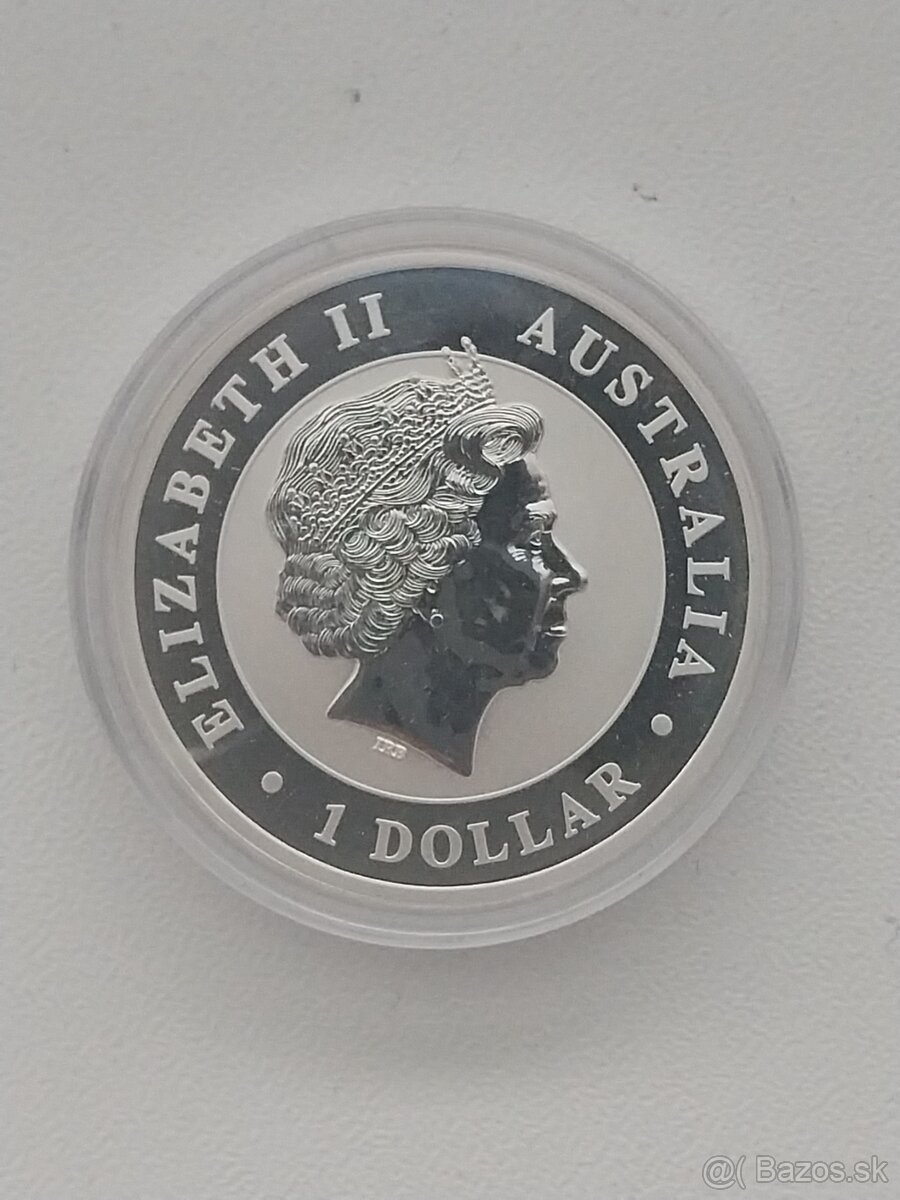 ELIZABETH II AUSTRALIA
• 1 DOLLAR •
IRB
@( Bazos.sk